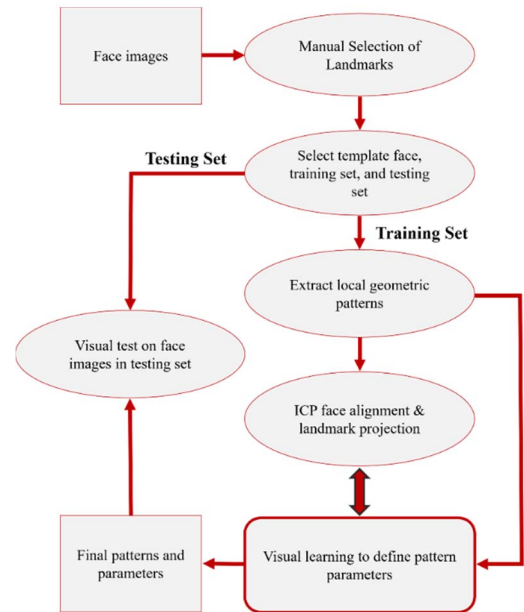 Face images
Manual Selection of
Landmarks
Testing Set
Select template face,
training set, and testing
set
Training Set
Extract local geometric
patterns
Visual test on face
images in testing set
ICP face alignment &
landmark projection
Final patterns and
parameters
Visual learning to define pattern
parameters